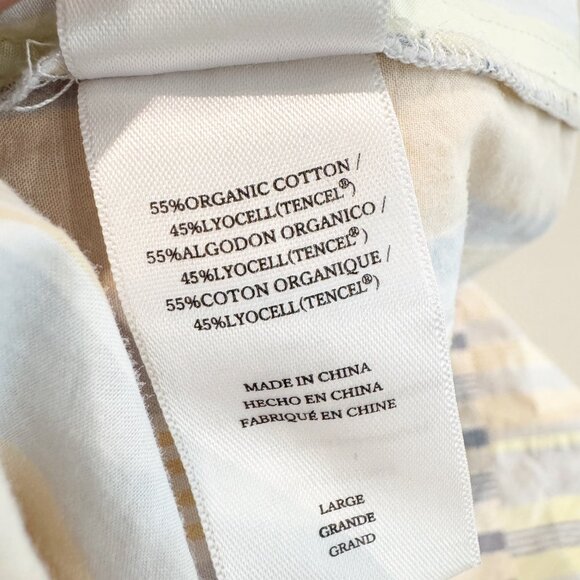 55%ORGANIC COTTON /
45%LYOCELL(TENCEL®)
55%ALGODON ORGANICO /
45%LYOCELL(TENCEL®)
55%COTON ORGANIQUE /
45%LYOCELL(TENCEL®)
MADE IN CHINA
HECHO EN CHINA
FABRIQUÉ EN CHINE
LARGE
GRANDE
GRAND